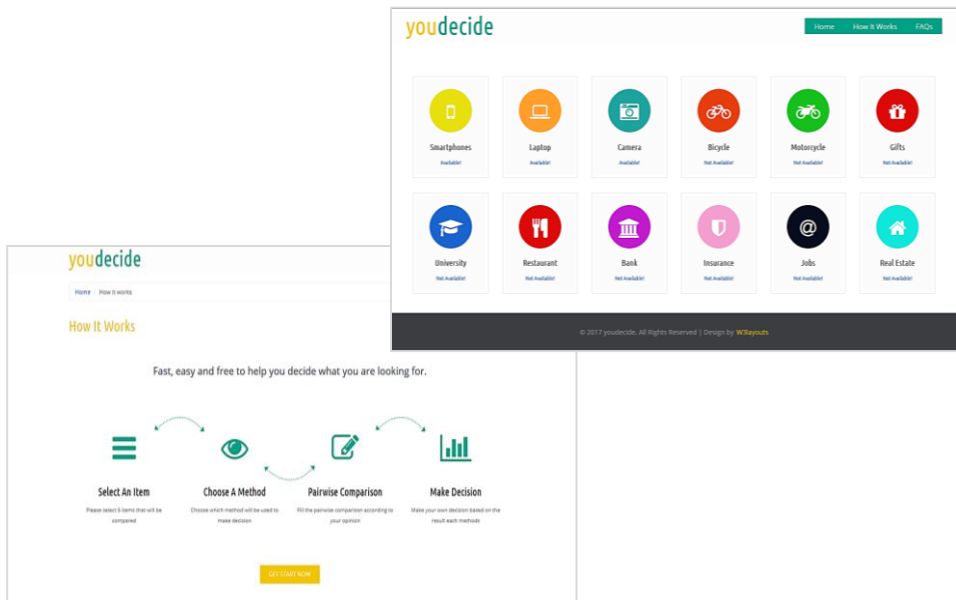 youdecide
Home How It Works FAQs
Smartphones Laptop Camera Bicycle Motorcycle Gifts
Available! Available! Available! Not Available! Not Available! Not Available!
University Restaurant Bank Insurance Jobs Real Estate
Not Available! Not Available! Not Available! Not Available! Not Available! Not Available!
© 2017 youdecide. All Rights Reserved | Design by W3layouts
youdecide
Home How It works
How It Works
Fast, easy and free to help you decide what you are looking for.
Select An Item Choose A Method Pairwise Comparison Make Decision
Please select 5 items that will be Choose which method will be used to Fill the pairwise comparison according to Make your own decision based on the
compared make decision your opinion result each methods
GET START NOW